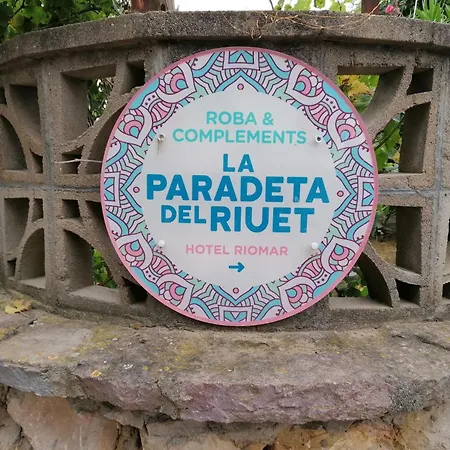 ROBA &
COMPLEMENTS
LA
PARADETA
DEL RIUET
HOTEL RIOMAR
→